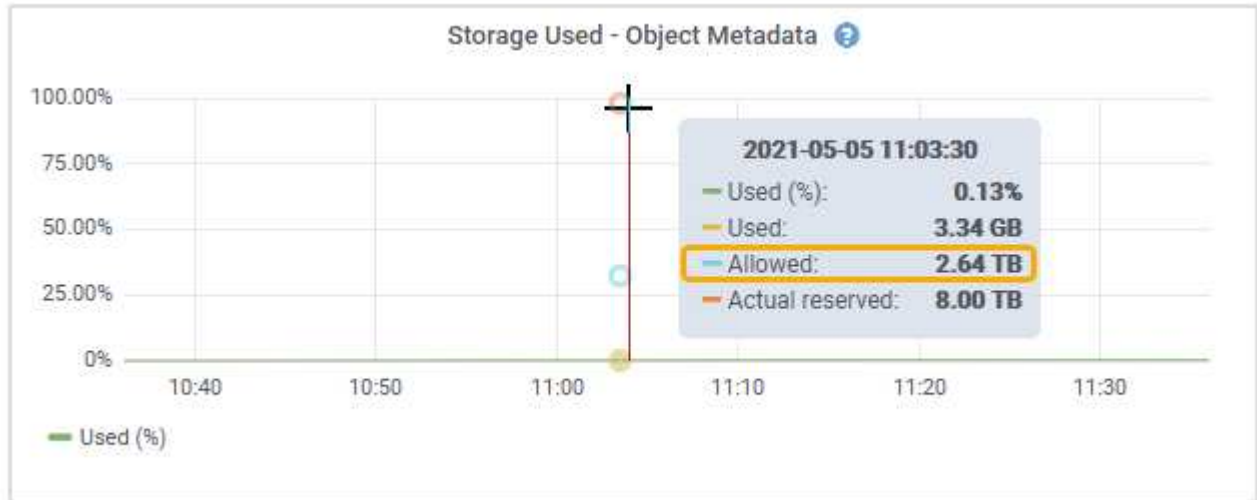 Storage Used - Object Metadata ?
100.00%
75.00%
50.00%
25.00%
0%
2021-05-05 11:03:30
Used (%): 0.13%
Used: 3.34 GB
Allowed: 2.64 TB
Actual reserved: 8.00 TB
10:40 10:50 11:00 11:10 11:20 11:30
Used (%)